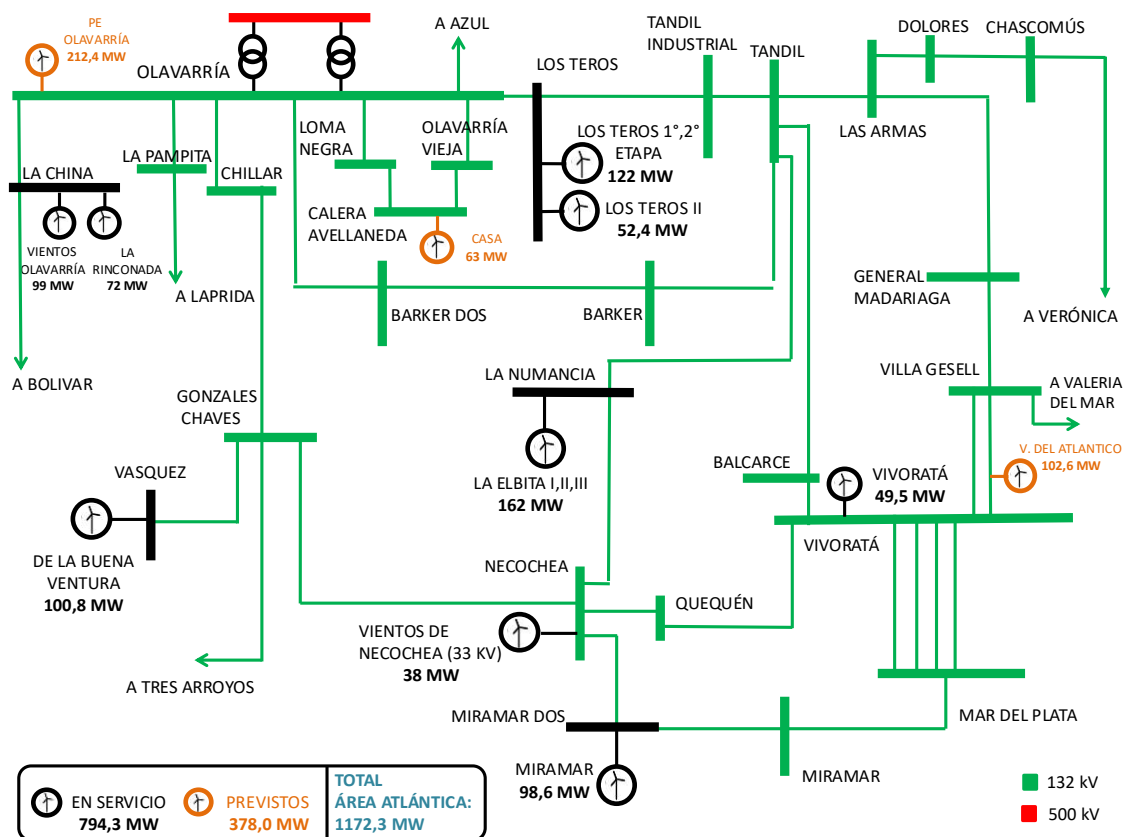 PE
OLAVARRÍA
212,4 MW
OLAVARRÍA
A AZUL
LOS TEROS
TANDIL
INDUSTRIAL
TANDIL
DOLORES
CHASCOMÚS
LAS ARMAS
LA CHINA
LA PAMPITA
CHILLAR
LOMA
NEGRA
OLAVARRÍA
VIEJA
LOS TEROS 1°,2°
ETAPA
122 MW
LOS TEROS II
52,4 MW
CALERA
AVELLANEDA
CASA
63 MW
VIENTOS
OLAVARRÍA
99 MW
LA
RINCONADA
72 MW
A LAPRIDA
A BOLIVAR
BARKER DOS
BARKER
GENERAL
MADARIAGA
A VERÓNICA
GONZALES
CHAVES
LA NUMANCIA
LA ELBITA I,II,III
162 MW
VILLA GESELL
A VALERIA
DEL MAR
V. DEL ATLANTICO
102,6 MW
BALCARCE
VIVORATÁ
49,5 MW
VIVORATÁ
VASQUEZ
DE LA BUENA
VENTURA
100,8 MW
NECOCHEA
QUEQUÉN
VIENTOS DE
NECOCHEA (33 KV)
38 MW
A TRES ARROYOS
MIRAMAR DOS
MAR DEL PLATA
MIRAMAR
98,6 MW
MIRAMAR
EN SERVICIO
794,3 MW
PREVISTOS
378,0 MW
TOTAL
ÁREA ATLÁNTICA:
1172,3 MW
132 kV
500 kV